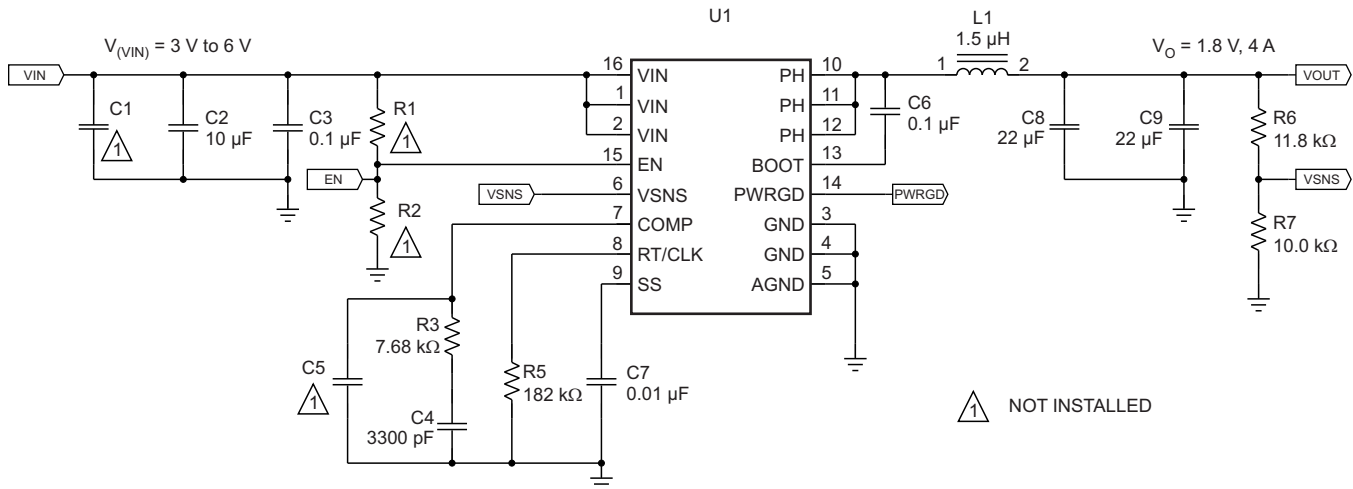 U1
L1
1.5 µH
V(VIN) = 3 V to 6 V
VO = 1.8 V, 4 A
VIN
VOUT
C1
1
C2
10 µF
C3
0.1 µF
R1
1
EN
R2
1
VSNS
16
VIN
1
VIN
2
VIN
15
EN
6
VSNS
7
COMP
8
RT/CLK
9
SS
PH
10
PH
11
PH
12
BOOT
13
PWRGD
14
GND
3
GND
4
AGND
5
C6
0.1 µF
1
2
PWRGD
C8
22 µF
C9
22 µF
R6
11.8 kΩ
VSNS
R7
10.0 kΩ
C5
1
R3
7.68 kΩ
C4
3300 pF
R5
182 kΩ
C7
0.01 µF
1 NOT INSTALLED